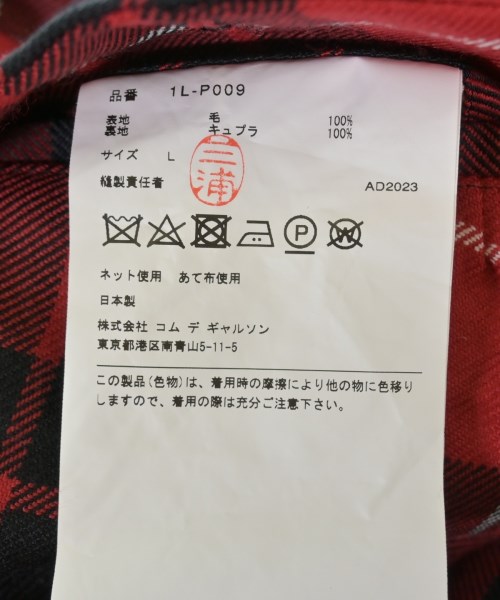 品番 1L-P009
表地 毛 100%
裏地 キュプラ 100%
サイズ L
三浦
縫製責任者 AD2023
P W
ネット使用 あて布使用
日本製
株式会社 コム デ ギャルソン
東京都港区南青山5-11-5
この製品(色物)は、着用時の摩擦により他の物に色移り
しますので、着用の際は充分ご注意下さい。